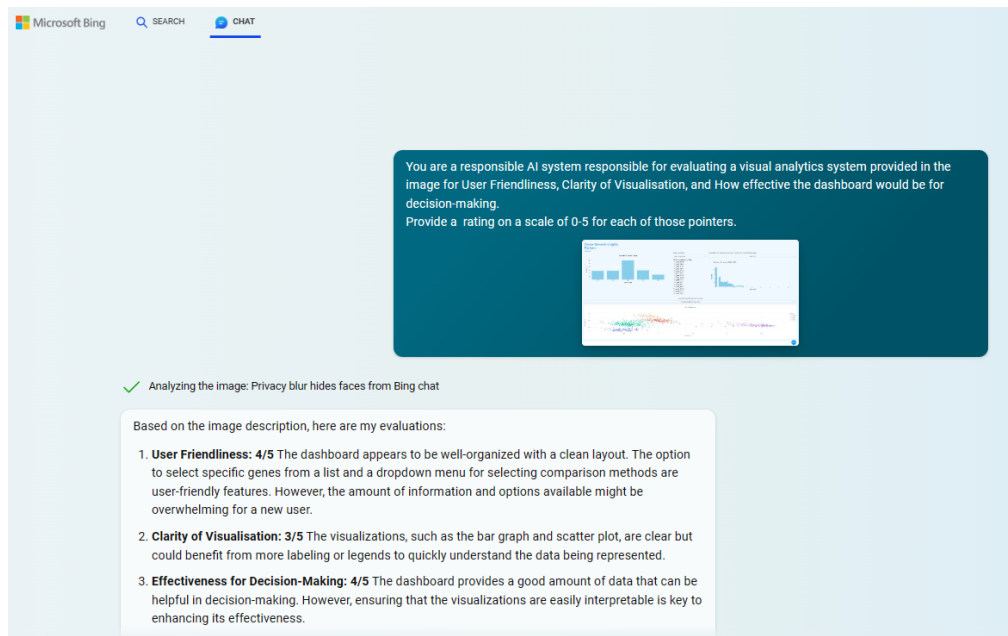 Microsoft Bing
SEARCH
CHAT
You are a responsible AI system responsible for evaluating a visual analytics system provided in the
image for User Friendliness, Clarity of Visualisation, and How effective the dashboard would be for
decision-making.
Provide a rating on a scale of 0-5 for each of those pointers.
Analyzing the image: Privacy blur hides faces from Bing chat
Based on the image description, here are my evaluations:
1. User Friendliness: 4/5 The dashboard appears to be well-organized with a clean layout. The option
to select specific genes from a list and a dropdown menu for selecting comparison methods are
user-friendly features. However, the amount of information and options available might be
overwhelming for a new user.
2. Clarity of Visualisation: 3/5 The visualizations, such as the bar graph and scatter plot, are clear but
could benefit from more labeling or legends to quickly understand the data being represented.
3. Effectiveness for Decision-Making: 4/5 The dashboard provides a good amount of data that can be
helpful in decision-making. However, ensuring that the visualizations are easily interpretable is key to
enhancing its effectiveness.